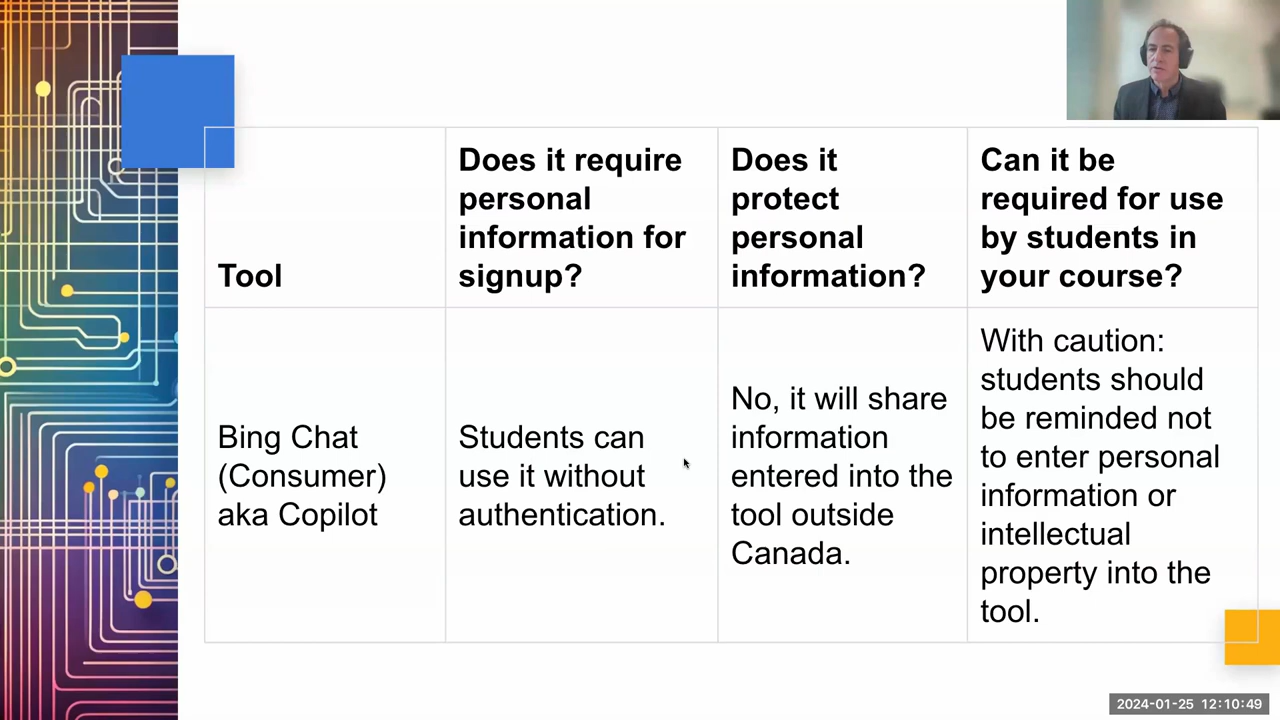 Tool
Does it require
personal
information for
signup?
Does it
protect
personal
information?
Can it be
required for use
by students in
your course?
Bing Chat
(Consumer)
aka Copilot
Students can
use it without
authentication.
No, it will share
information
entered into the
tool outside
Canada.
With caution:
students should
be reminded not
to enter personal
information or
intellectual
property into the
tool.
2024-01-25 12:10:49